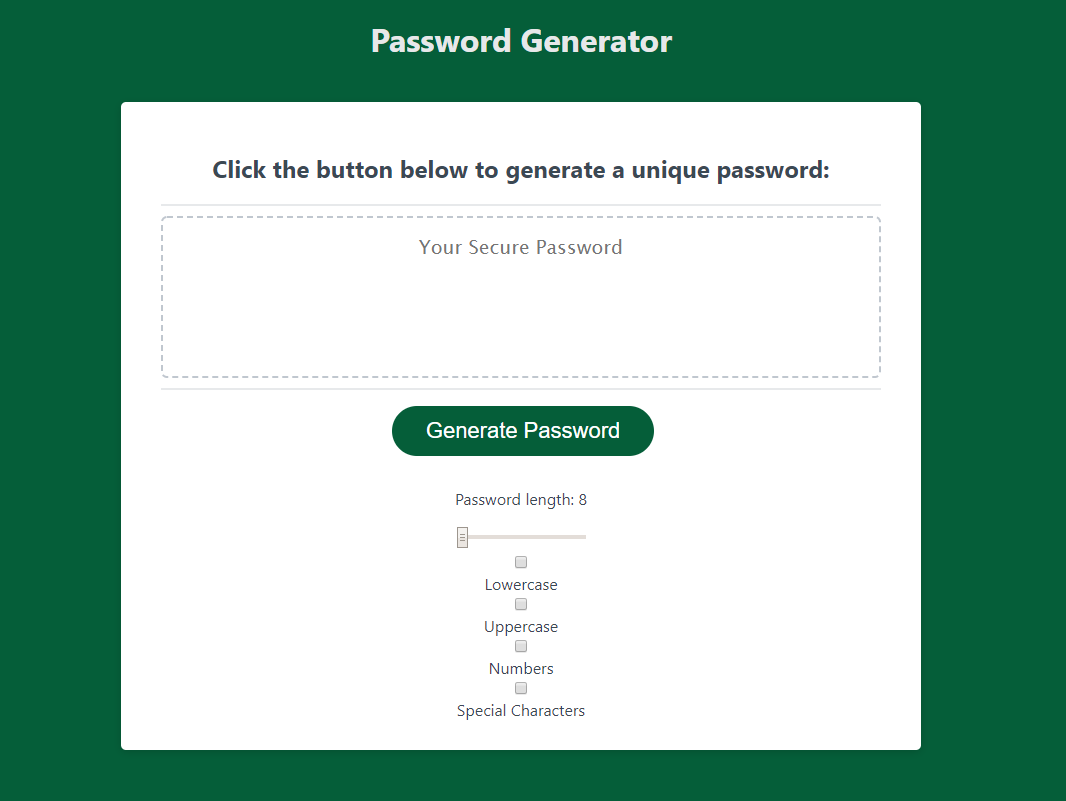 Password Generator
Click the button below to generate a unique password:
Your Secure Password
Generate Password
Password length: 8
Lowercase
Uppercase
Numbers
Special Characters